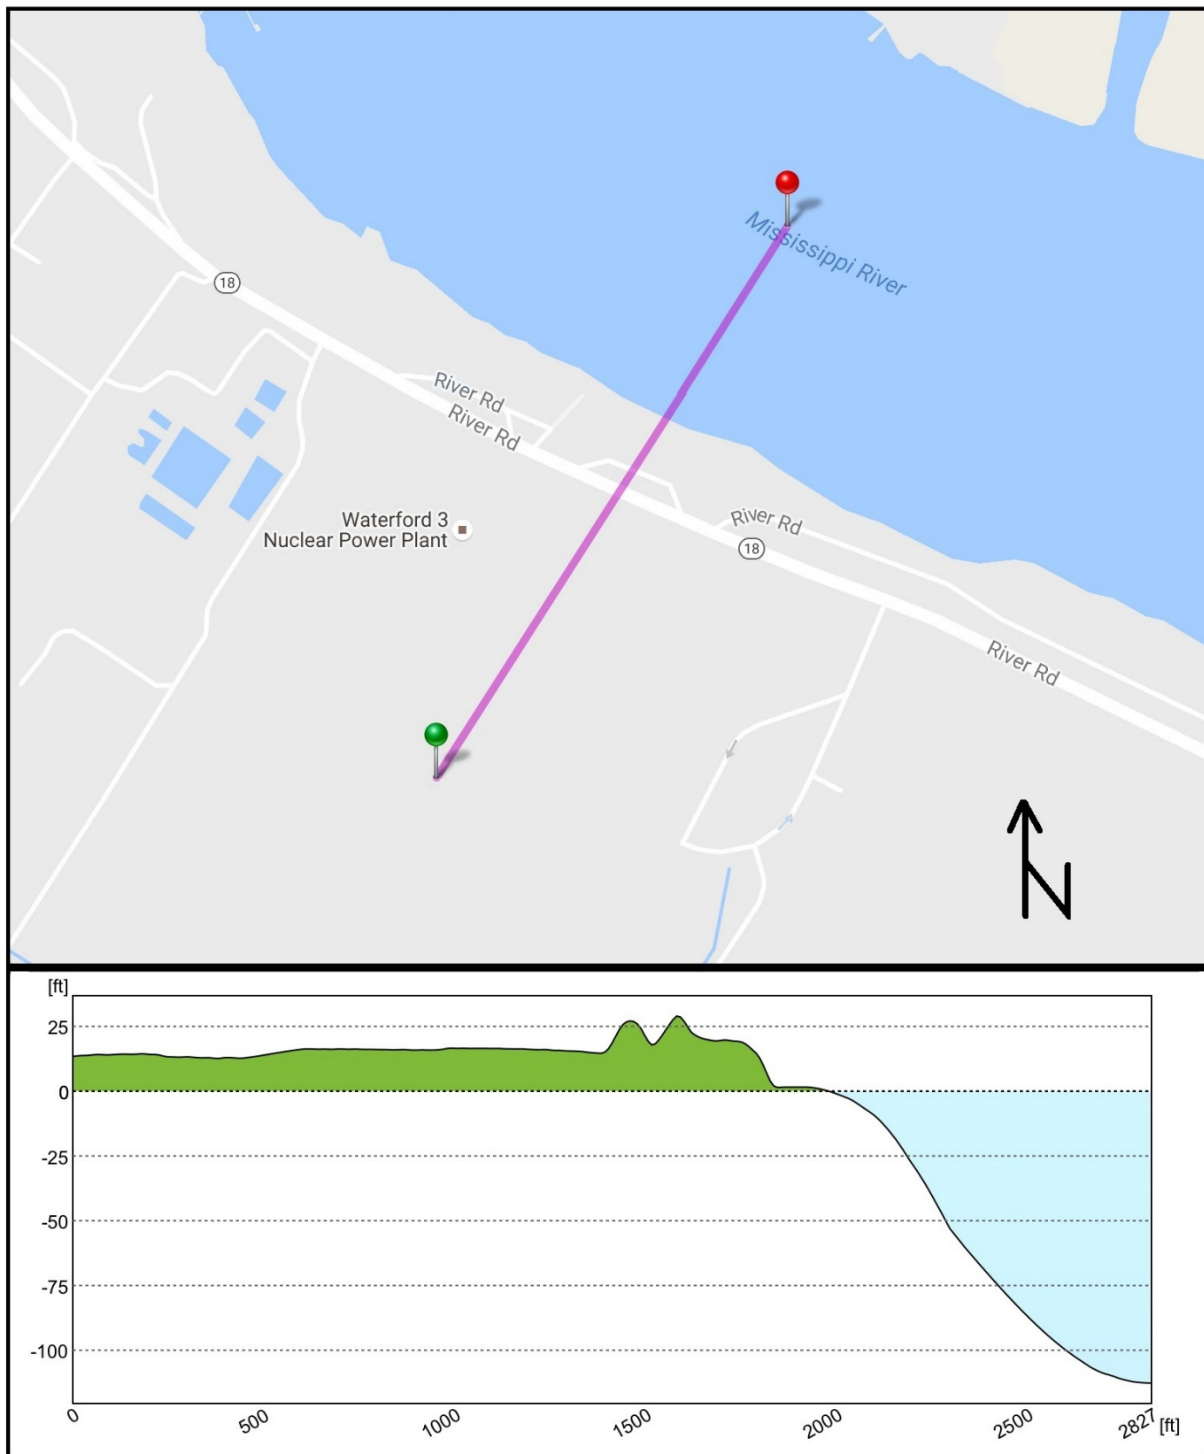 Mississippi River
18
River Rd
River Rd
Waterford 3
Nuclear Power Plant
River Rd
18
River Rd
N
[ft]
25
0
-25
-50
-75
-100
0
500
1000
1500
2000
2500
2827
[ft]